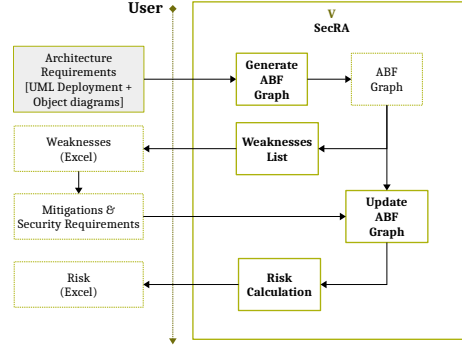 User
V
SecRA
Architecture
Requirements
[UML Deployment +
Object diagrams]
Generate
ABF
Graph
ABF
Graph
Weaknesses
(Excel)
Weaknesses
List
Mitigations &
Security Requirements
Update
ABF
Graph
Risk
(Excel)
Risk
Calculation